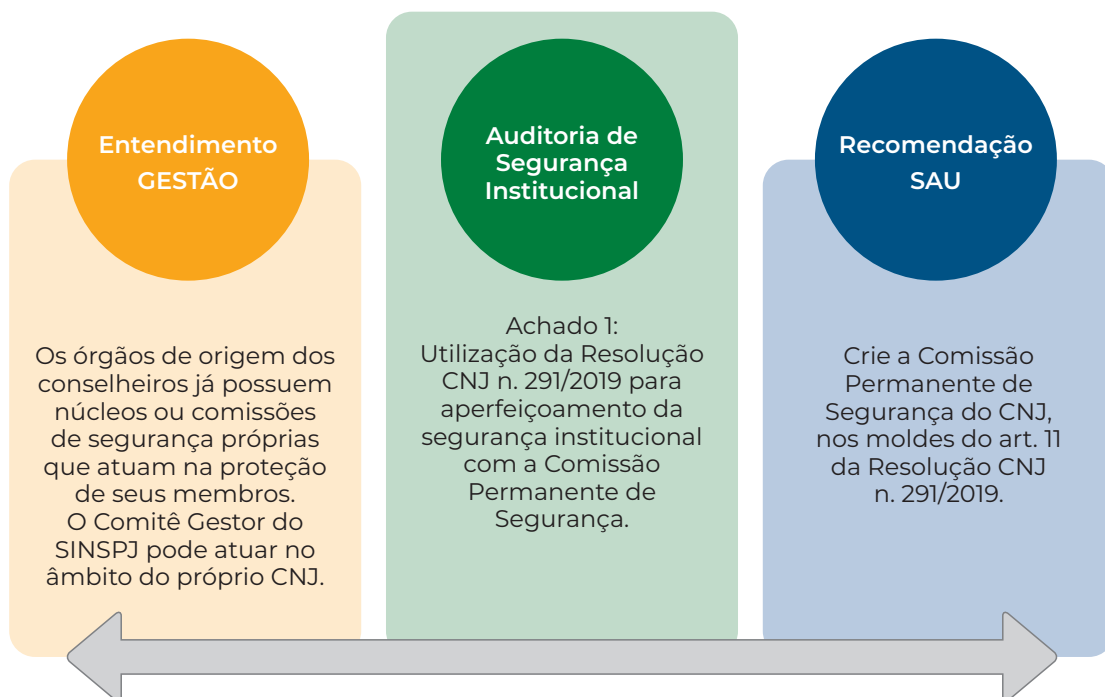 Entendimento
GESTÃO
Os órgãos de origem dos
conselheiros já possuem
núcleos ou comissões
de segurança próprias
que atuam na proteção
de seus membros.
O Comitê Gestor do
SINSPJ pode atuar no
âmbito do próprio CNJ.
Auditoria de
Segurança
Institucional
Achado 1:
Utilização da Resolução
CNJ n. 291/2019 para
aperfeiçoamento da
segurança institucional
com a Comissão
Permanente de
Segurança.
Recomendação
SAU
Crie a Comissão
Permanente de
Segurança do CNJ,
nos moldes do art. 11
da Resolução CNJ
n. 291/2019.